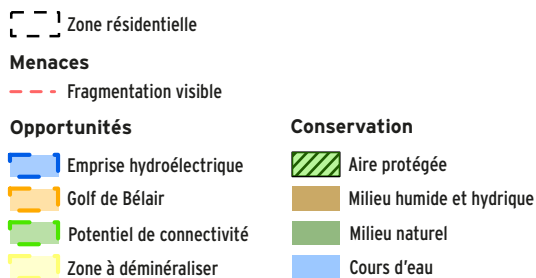 Zone résidentielle
Menaces
Fragmentation visible
Opportunités
Emprise hydroélectrique
Golf de Bélair
Potentiel de connectivité
Zone à déminéraliser
Conservation
Aire protégée
Milieu humide et hydrique
Milieu naturel
Cours d'eau